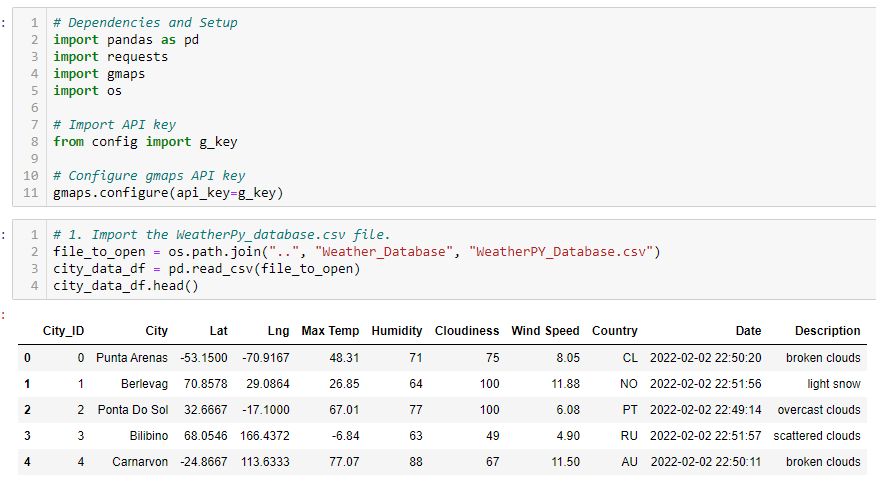 :
1 # Dependencies and Setup
2 import pandas as pd
3 import requests
4 import gmaps
5 import os
6
7 # Import API key
8 from config import g_key
9
10 # Configure gmaps API key
11 gmaps.configure(api_key=g_key)
:
1 # 1. Import the WeatherPy_database.csv file.
2 file_to_open = os.path.join("..", "Weather_Database", "WeatherPY_Database.csv")
3 city_data_df = pd.read_csv(file_to_open)
4 city_data_df.head()
:
City_ID City Lat Lng Max Temp Humidity Cloudiness Wind Speed Country Date Description
0 0 Punta Arenas -53.1500 -70.9167 48.31 71 75 8.05 CL 2022-02-02 22:50:20 broken clouds
1 1 Berlevag 70.8578 29.0864 26.85 64 100 11.88 NO 2022-02-02 22:51:56 light snow
2 2 Ponta Do Sol 32.6667 -17.1000 67.01 77 100 6.08 PT 2022-02-02 22:49:14 overcast clouds
3 3 Bilibino 68.0546 166.4372 -6.84 63 49 4.90 RU 2022-02-02 22:51:57 scattered clouds
4 4 Carnarvon -24.8667 113.6333 77.07 88 67 11.50 AU 2022-02-02 22:50:11 broken clouds